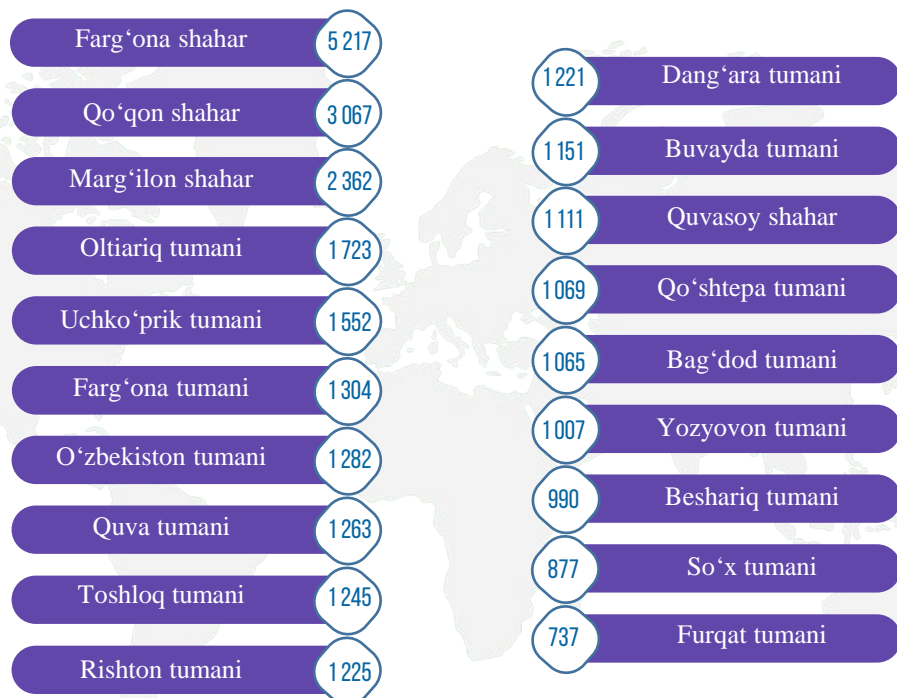 Farg‘ona shahar 5 217
Qo‘qon shahar 3 067
Marg‘ilon shahar 2 362
Oltiariq tumani 1 723
Uchko‘prik tumani 1 552
Farg‘ona tumani 1 304
O‘zbekiston tumani 1 282
Quva tumani 1 263
Toshloq tumani 1 245
Rishton tumani 1 225
1 221 Dang‘ara tumani
1 151 Buvayda tumani
1 111 Quvasoy shahar
1 069 Qo‘shtepa tumani
1 065 Bag‘dod tumani
1 007 Yozyovon tumani
990 Beshariq tumani
877 So‘x tumani
737 Furqat tumani